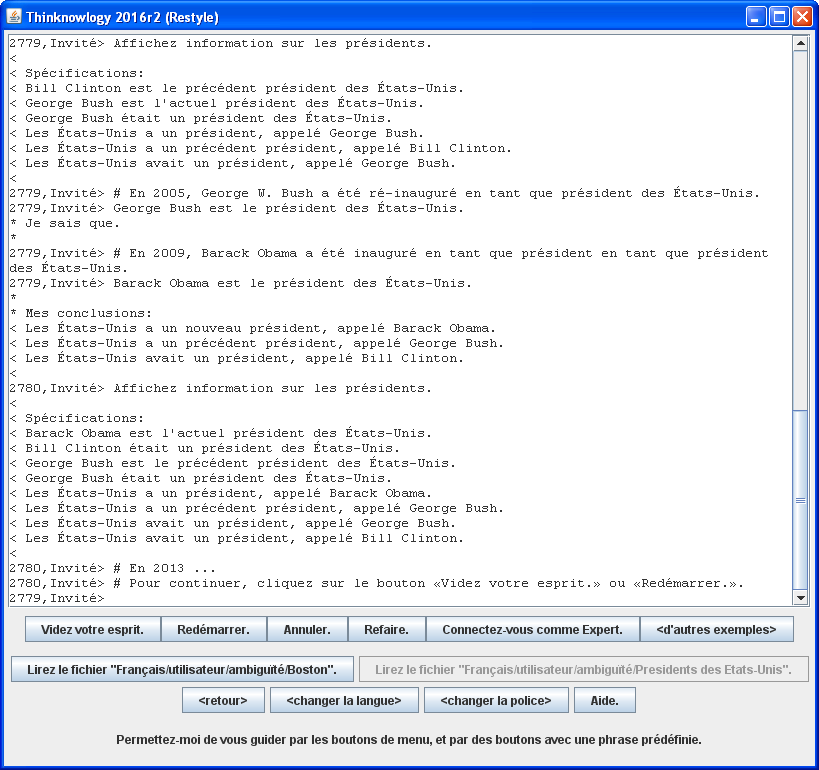 Thinknowlogy 2016r2 (Restyle)
2779,Invité> Affichez information sur les présidents.
<
< Spécifications:
< Bill Clinton est le précédent président des États-Unis.
< George Bush est l'actuel président des États-Unis.
< George Bush était un président des États-Unis.
< Les États-Unis a un président, appelé George Bush.
< Les États-Unis a un précédent président, appelé Bill Clinton.
< Les États-Unis avait un président, appelé George Bush.
<
2779,Invité> # En 2005, George W. Bush a été ré-inauguré en tant que président des États-Unis.
2779,Invité> George Bush est le président des États-Unis.
* Je sais que.
*
2779,Invité> # En 2009, Barack Obama a été inauguré en tant que président en tant que président
des États-Unis.
2779,Invité> Barack Obama est le président des États-Unis.
*
* Mes conclusions:
< Les États-Unis a un nouveau président, appelé Barack Obama.
< Les États-Unis a un précédent président, appelé George Bush.
< Les États-Unis avait un président, appelé Bill Clinton.
<
2780,Invité> Affichez information sur les présidents.
<
< Spécifications:
< Barack Obama est l'actuel président des États-Unis.
< Bill Clinton était un président des États-Unis.
< George Bush est le précédent président des États-Unis.
< George Bush était un président des États-Unis.
< Les États-Unis a un président, appelé Barack Obama.
< Les États-Unis a un précédent président, appelé George Bush.
< Les États-Unis avait un président, appelé George Bush.
< Les États-Unis avait un président, appelé Bill Clinton.
<
2780,Invité> # En 2013 ...
2780,Invité> # Pour continuer, cliquez sur le bouton «Videz votre esprit.» ou «Redémarrer.».
2779,Invité>
Videz votre esprit. Redémarrer. Annuler. Refaire. Connectez-vous comme Expert. <d'autres exemples>
Lirez le fichier "Français/utilisateur/ambiguïté/Boston". Lirez le fichier "Français/utilisateur/ambiguïté/Presidents des Etats-Unis".
<retour> <changer la langue> <changer la police> Aide.
Permettez-moi de vous guider par les boutons de menu, et par des boutons avec une phrase prédéfinie.